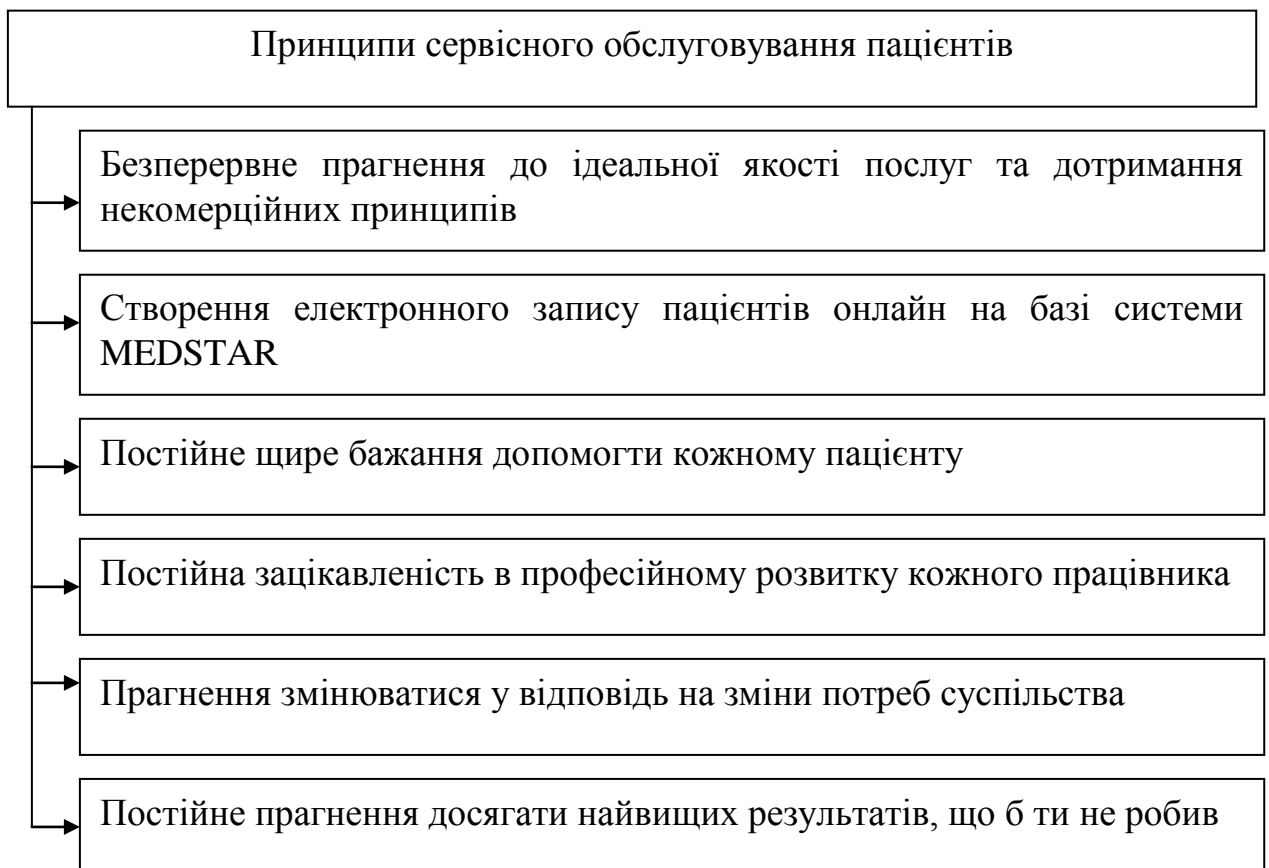 Принципи сервісного обслуговування пацієнтів
Безперервне прагнення до ідеальної якості послуг та дотримання
некомерційних принципів
Створення електронного запису пацієнтів онлайн на базі системи
MEDSTAR
Постійне щире бажання допомогти кожному пацієнту
Постійна зацікавленість в професійному розвитку кожного працівника
Прагнення змінюватися у відповідь на зміни потреб суспільства
Постійне прагнення досягати найвищих результатів, що б ти не робив